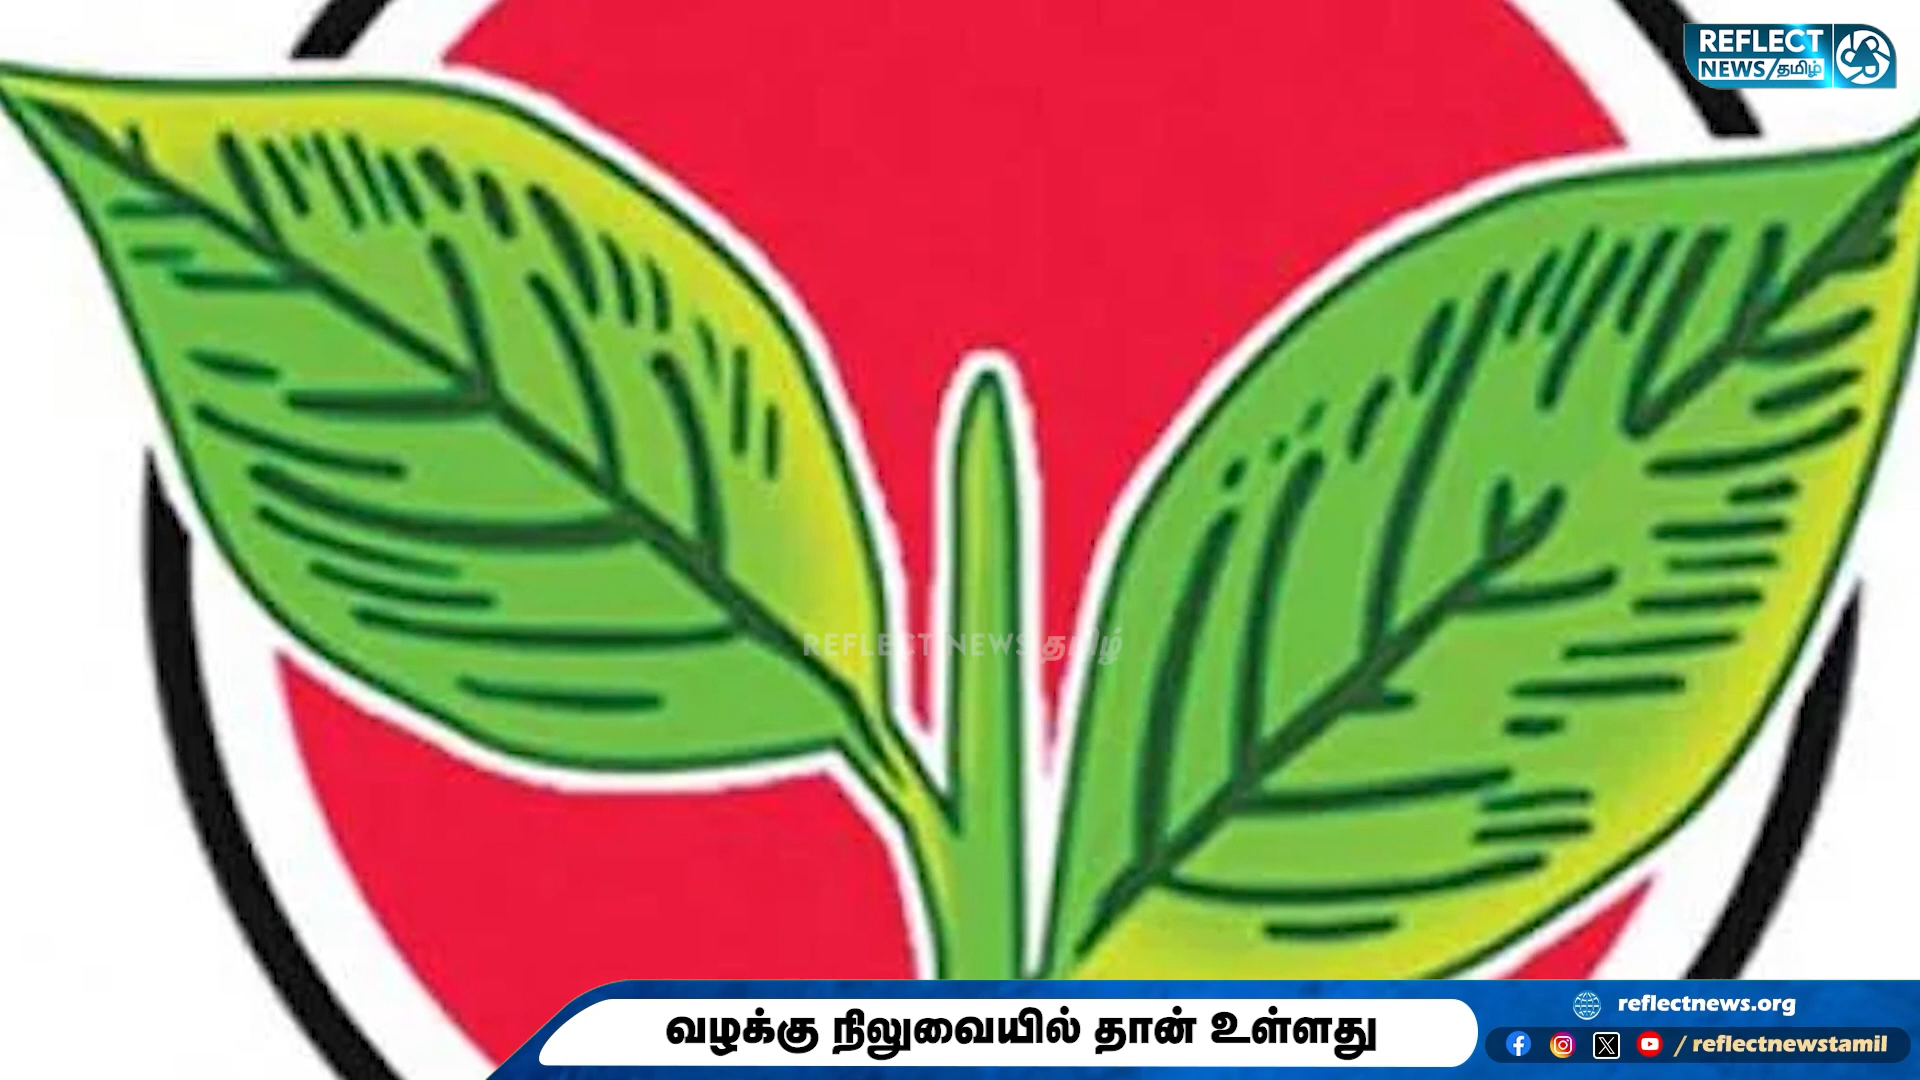 REFLECT
NEWS/தமிழ்
REFLECT NEWS தமிழ்
வழக்கு நிலுவையில் தான் உள்ளது
reflectnews.org
/ reflectnewstamil